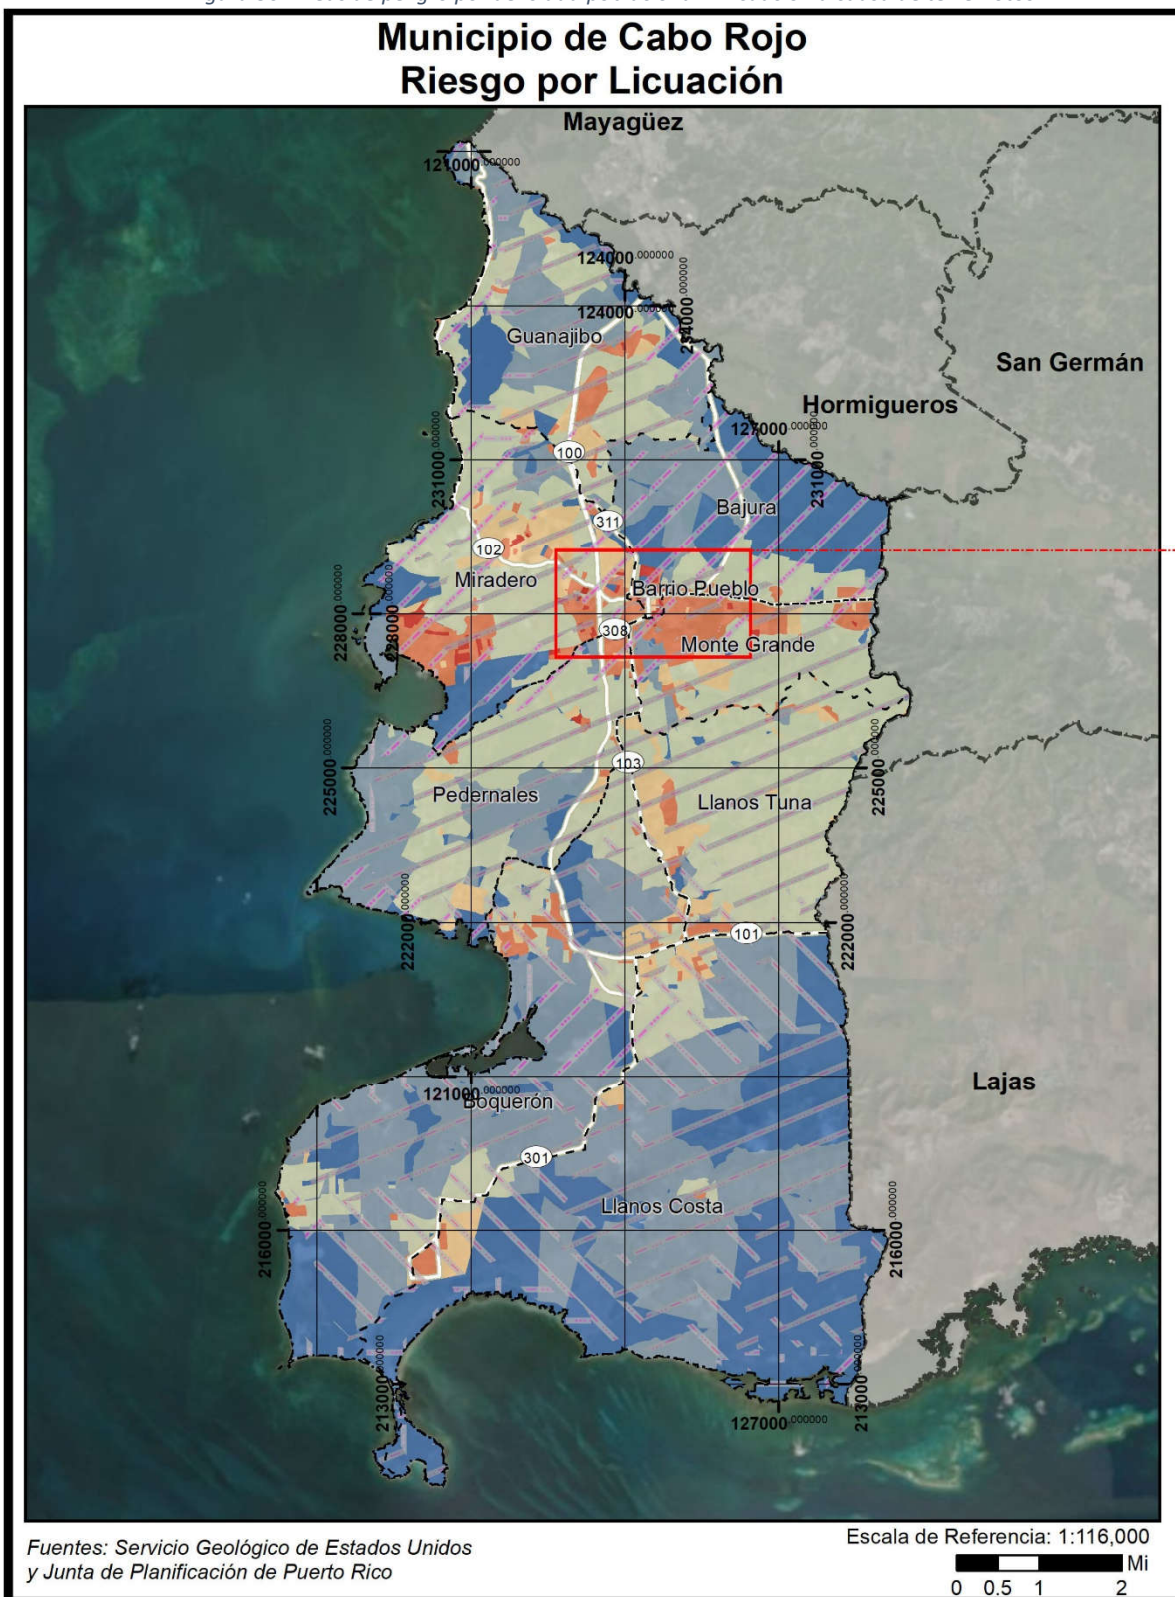 Municipio de Cabo Rojo
Riesgo por Licuación
Mayagüez
121000.000000
124000.000000
124000.000000
234000.000000
Guanajibo
San Germán
Hormigueros
127000.000000
100
231000.000000
231000.000000
Bajura
311
102
Miradero
Barrio Pueblo
228000.000000
228000.000000
308
Monte Grande
103
225000.000000
225000.000000
Pedernales
Llanos Tuna
222000.000000
222000.000000
101
Lajas
121000.000000
Boquerón
301
Llanos Costa
216000.000000
216000.000000
213000.000000
213000.000000
127000.000000
Fuentes: Servicio Geológico de Estados Unidos
y Junta de Planificación de Puerto Rico
Escala de Referencia: 1:116,000
Mi
0 0.5 1 2